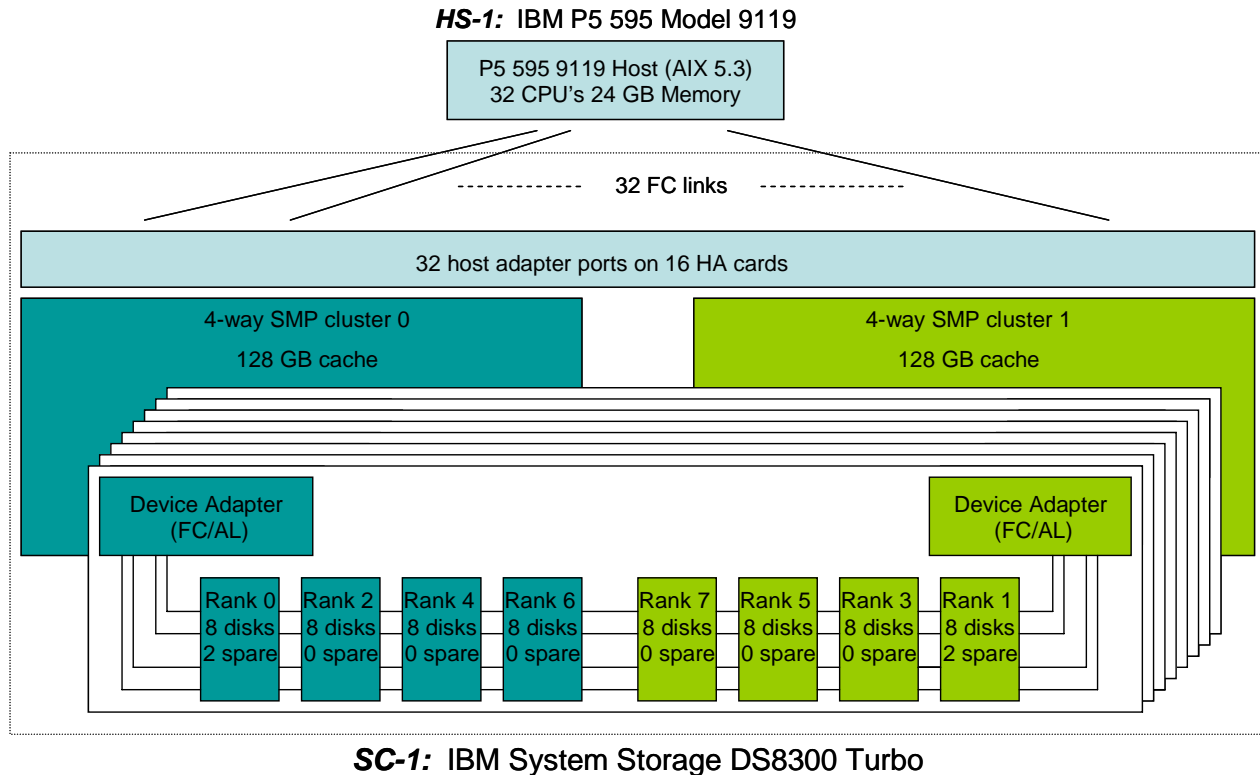 HS-1: IBM P5 595 Model 9119
P5 595 9119 Host (AIX 5.3)
32 CPU's 24 GB Memory
32 FC links
32 host adapter ports on 16 HA cards
4-way SMP cluster 0
128 GB cache
4-way SMP cluster 1
128 GB cache
Device Adapter
(FC/AL)
Device Adapter
(FC/AL)
Rank 0
8 disks
2 spare
Rank 2
8 disks
0 spare
Rank 4
8 disks
0 spare
Rank 6
8 disks
0 spare
Rank 7
8 disks
0 spare
Rank 5
8 disks
0 spare
Rank 3
8 disks
0 spare
Rank 1
8 disks
2 spare
SC-1: IBM System Storage DS8300 Turbo